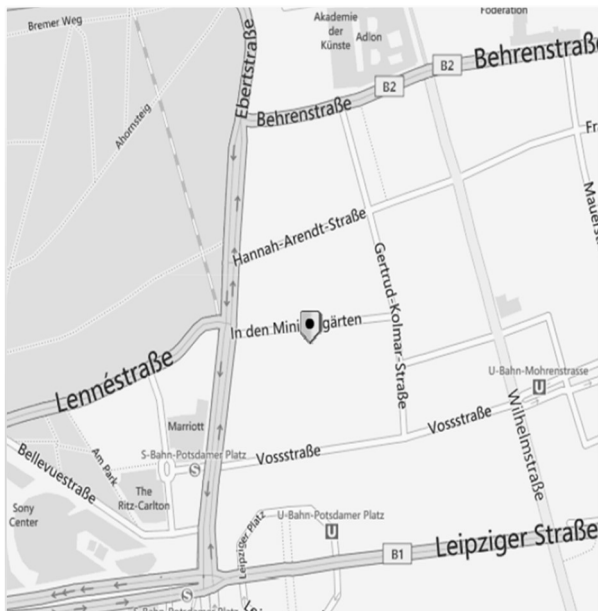 Bremer Weg
Akademie
der
Künste
Adlon
Foderation
Ebertstraße
B2
Behrenstraße
B2
Behrenstraße
Ahornsteig
Hannah-Arendt-Straße
Gertrud-Kolmar-Straße
In den Mini
gärten
Lennéstraße
U-Bahn-Mohrenstrasse
U
Marriott
Vossstraße
Vossstraße
Wilhelmstraße
S-Bahn-Potsdamer Platz
S
Bellevuestraße
Am Park
The
Ritz-Carlton
Sony
Center
U-Bahn-Potsdamer Platz
U
Leipziger Platz
B1
Leipziger Straße
S